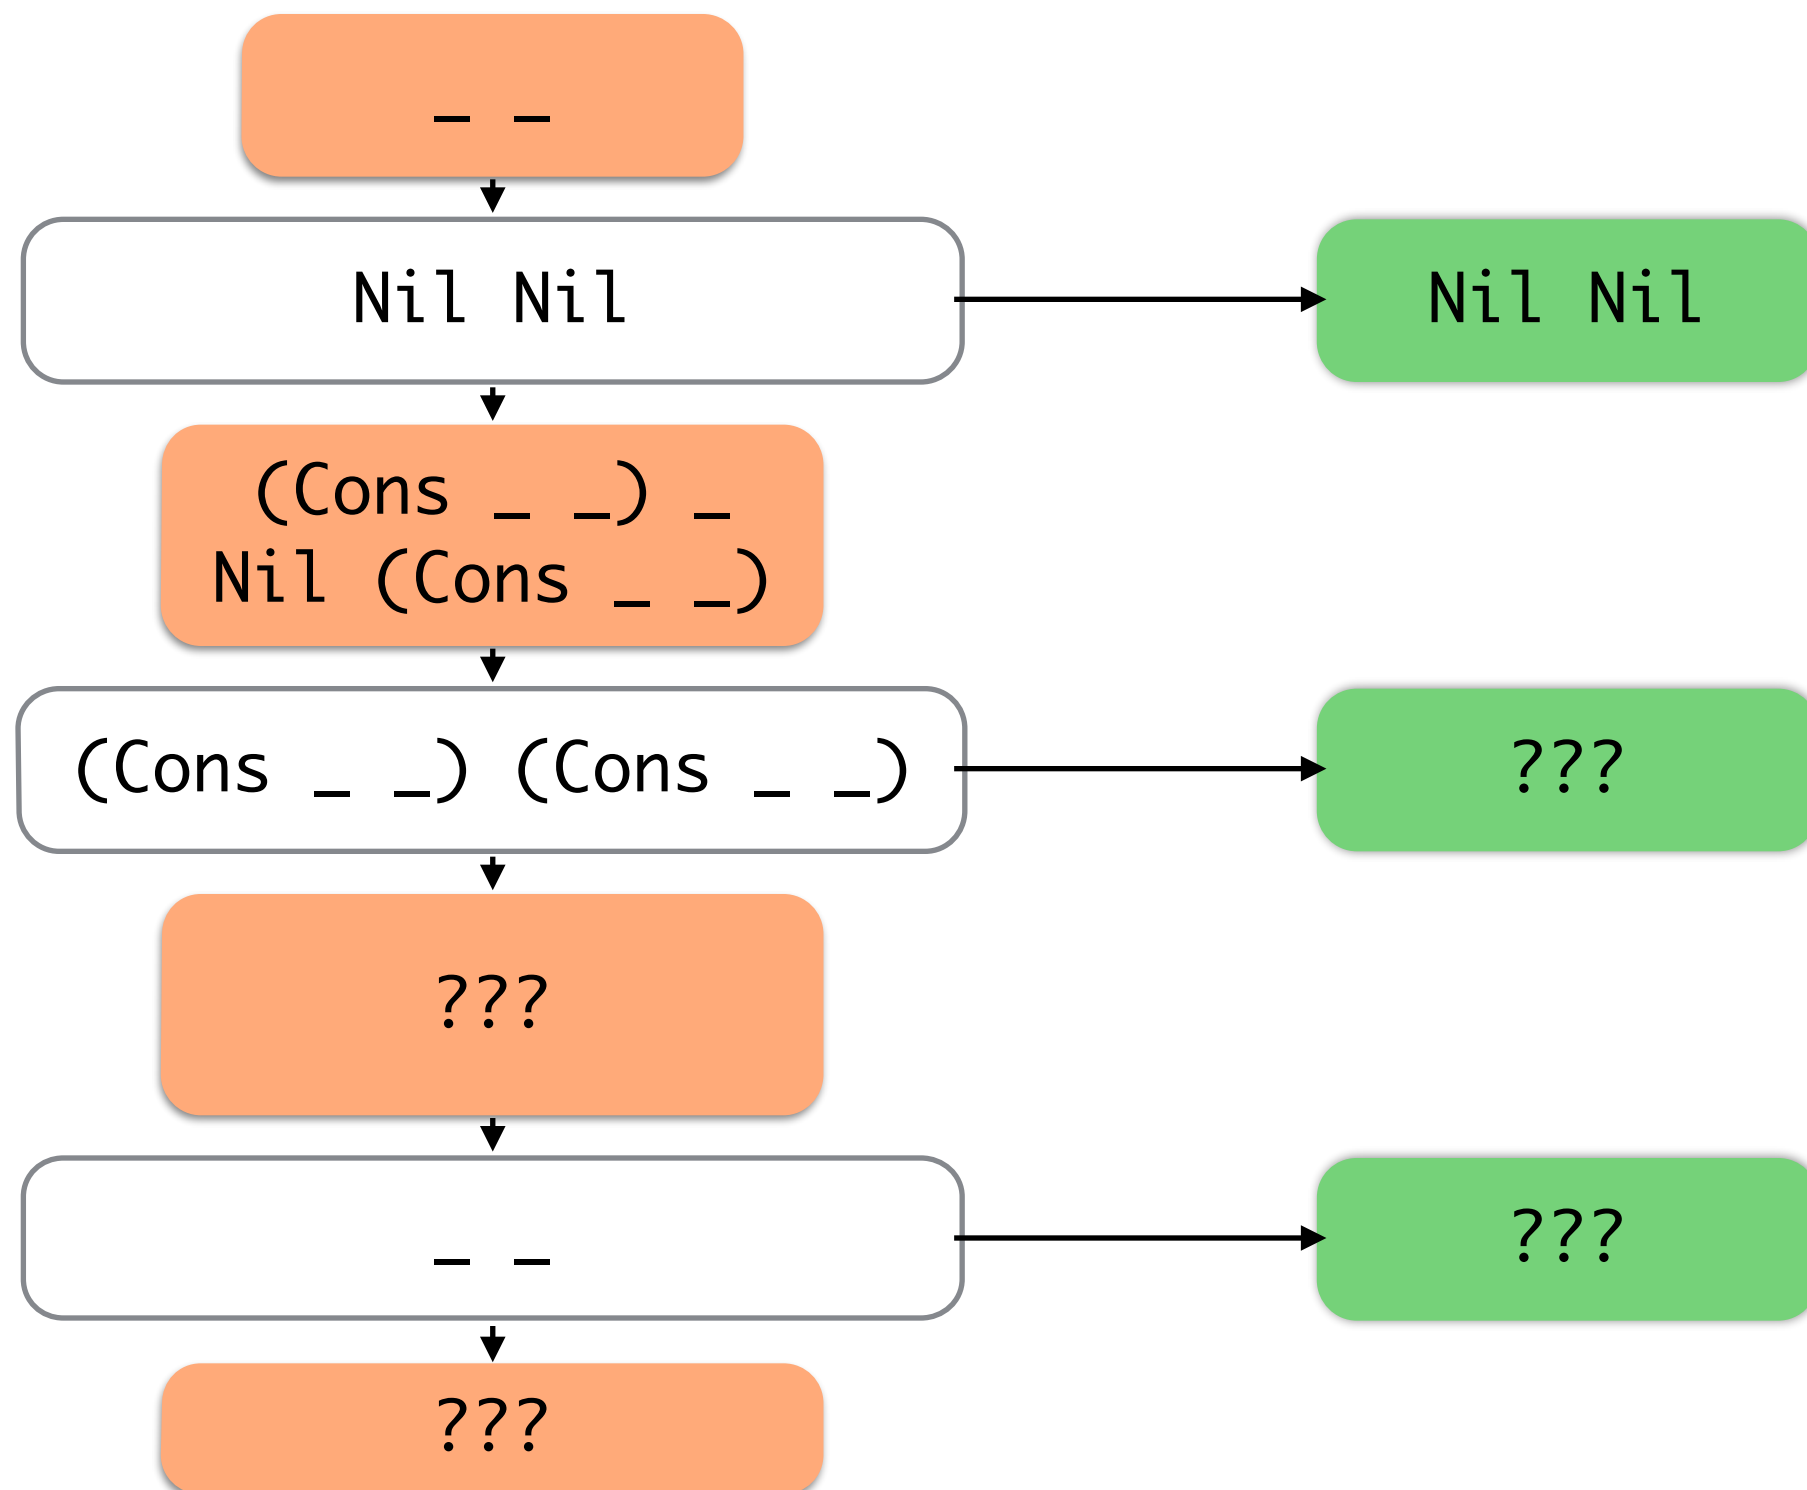 _ _
Nil Nil
Nil Nil
(Cons _ _) _
Nil (Cons _ _)
(Cons _ _) (Cons _ _)
???
???
_ _
???
???